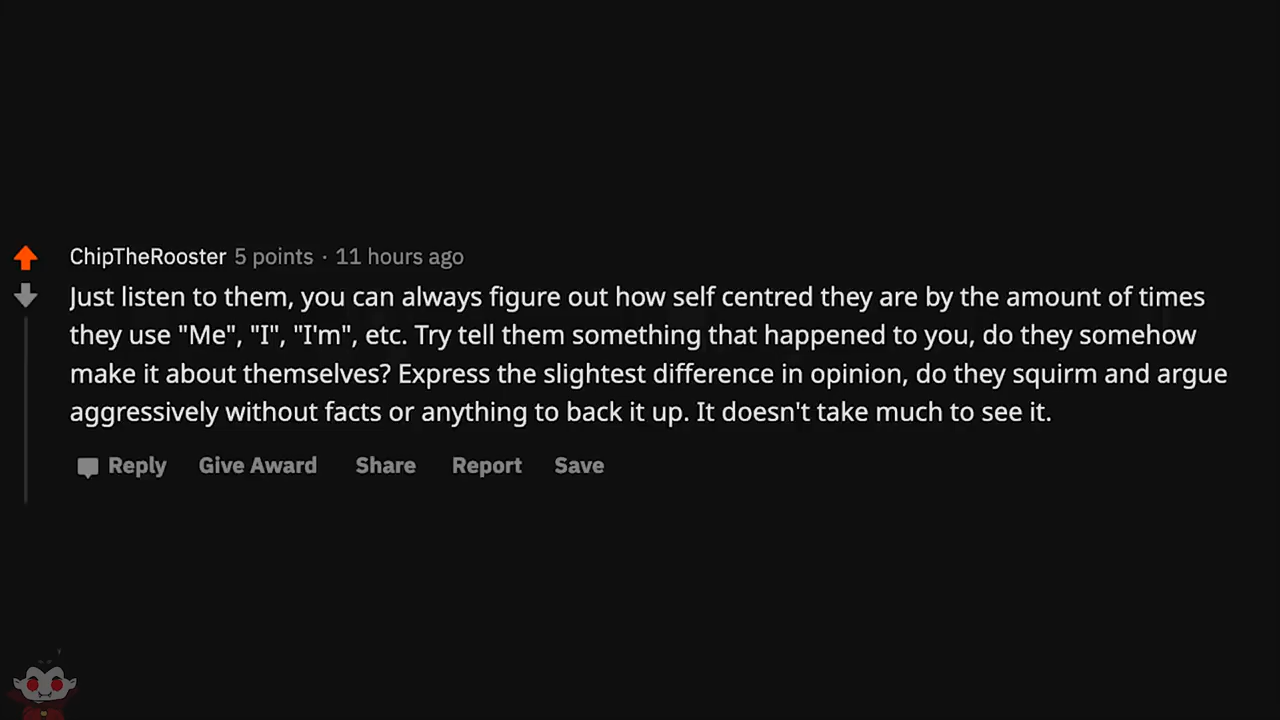 ChipTheRooster 5 points · 11 hours ago
Just listen to them, you can always figure out how self centred they are by the amount of times
they use "Me", "I", "I'm", etc. Try tell them something that happened to you, do they somehow
make it about themselves? Express the slightest difference in opinion, do they squirm and argue
aggressively without facts or anything to back it up. It doesn't take much to see it.
Reply Give Award Share Report Save